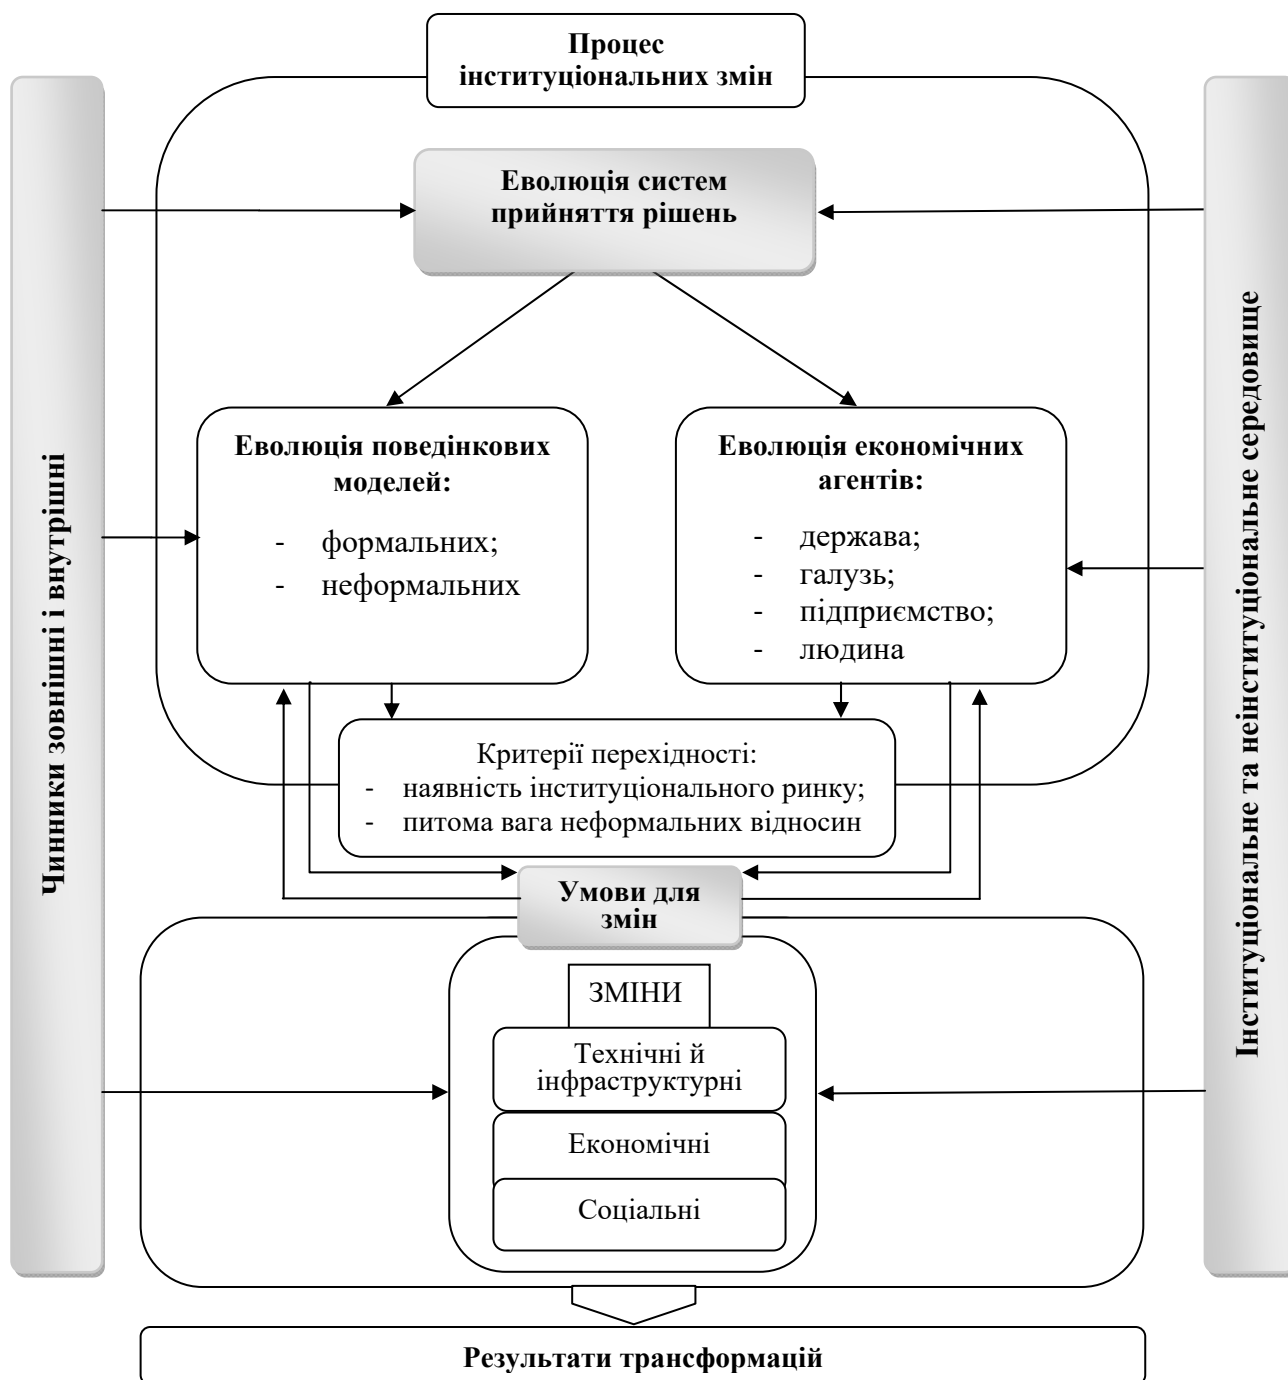 Процес
інституціональних змін
Еволюція систем
прийняття рішень
Чинники зовнішні і внутрішні
Інституціональне та неінституціональне середовище
Еволюція поведінкових
моделей:
- формальних;
- неформальних
Еволюція економічних
агентів:
- держава;
- галузь;
- підприємство;
- людина
Критерії перехідності:
- наявність інституціонального ринку;
- питома вага неформальних відносин
Умови для
змін
ЗМІНИ
Технічні й
інфраструктурні
Економічні
Соціальні
Результати трансформацій